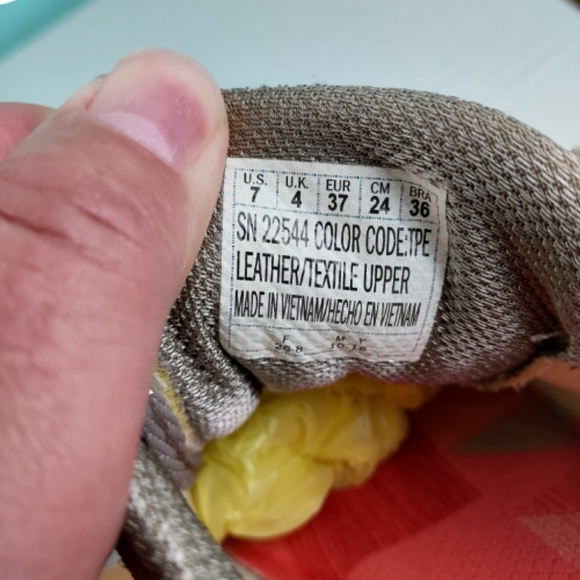 U.S. U.K. EUR CM BRA
7 4 37 24 36
SN 22544 COLOR CODE:TPE
LEATHER/TEXTILE UPPER
MADE IN VIETNAM/HECHO EN VIETNAM
F M Y